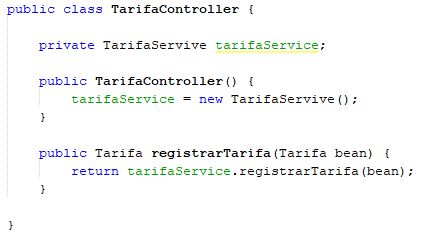 public class TarifaController {
private TarifaServive tarifaService;
public TarifaController() {
tarifaService = new TarifaServive();
}
public Tarifa registrarTarifa(Tarifa bean) {
return tarifaService.registrarTarifa(bean);
}
}